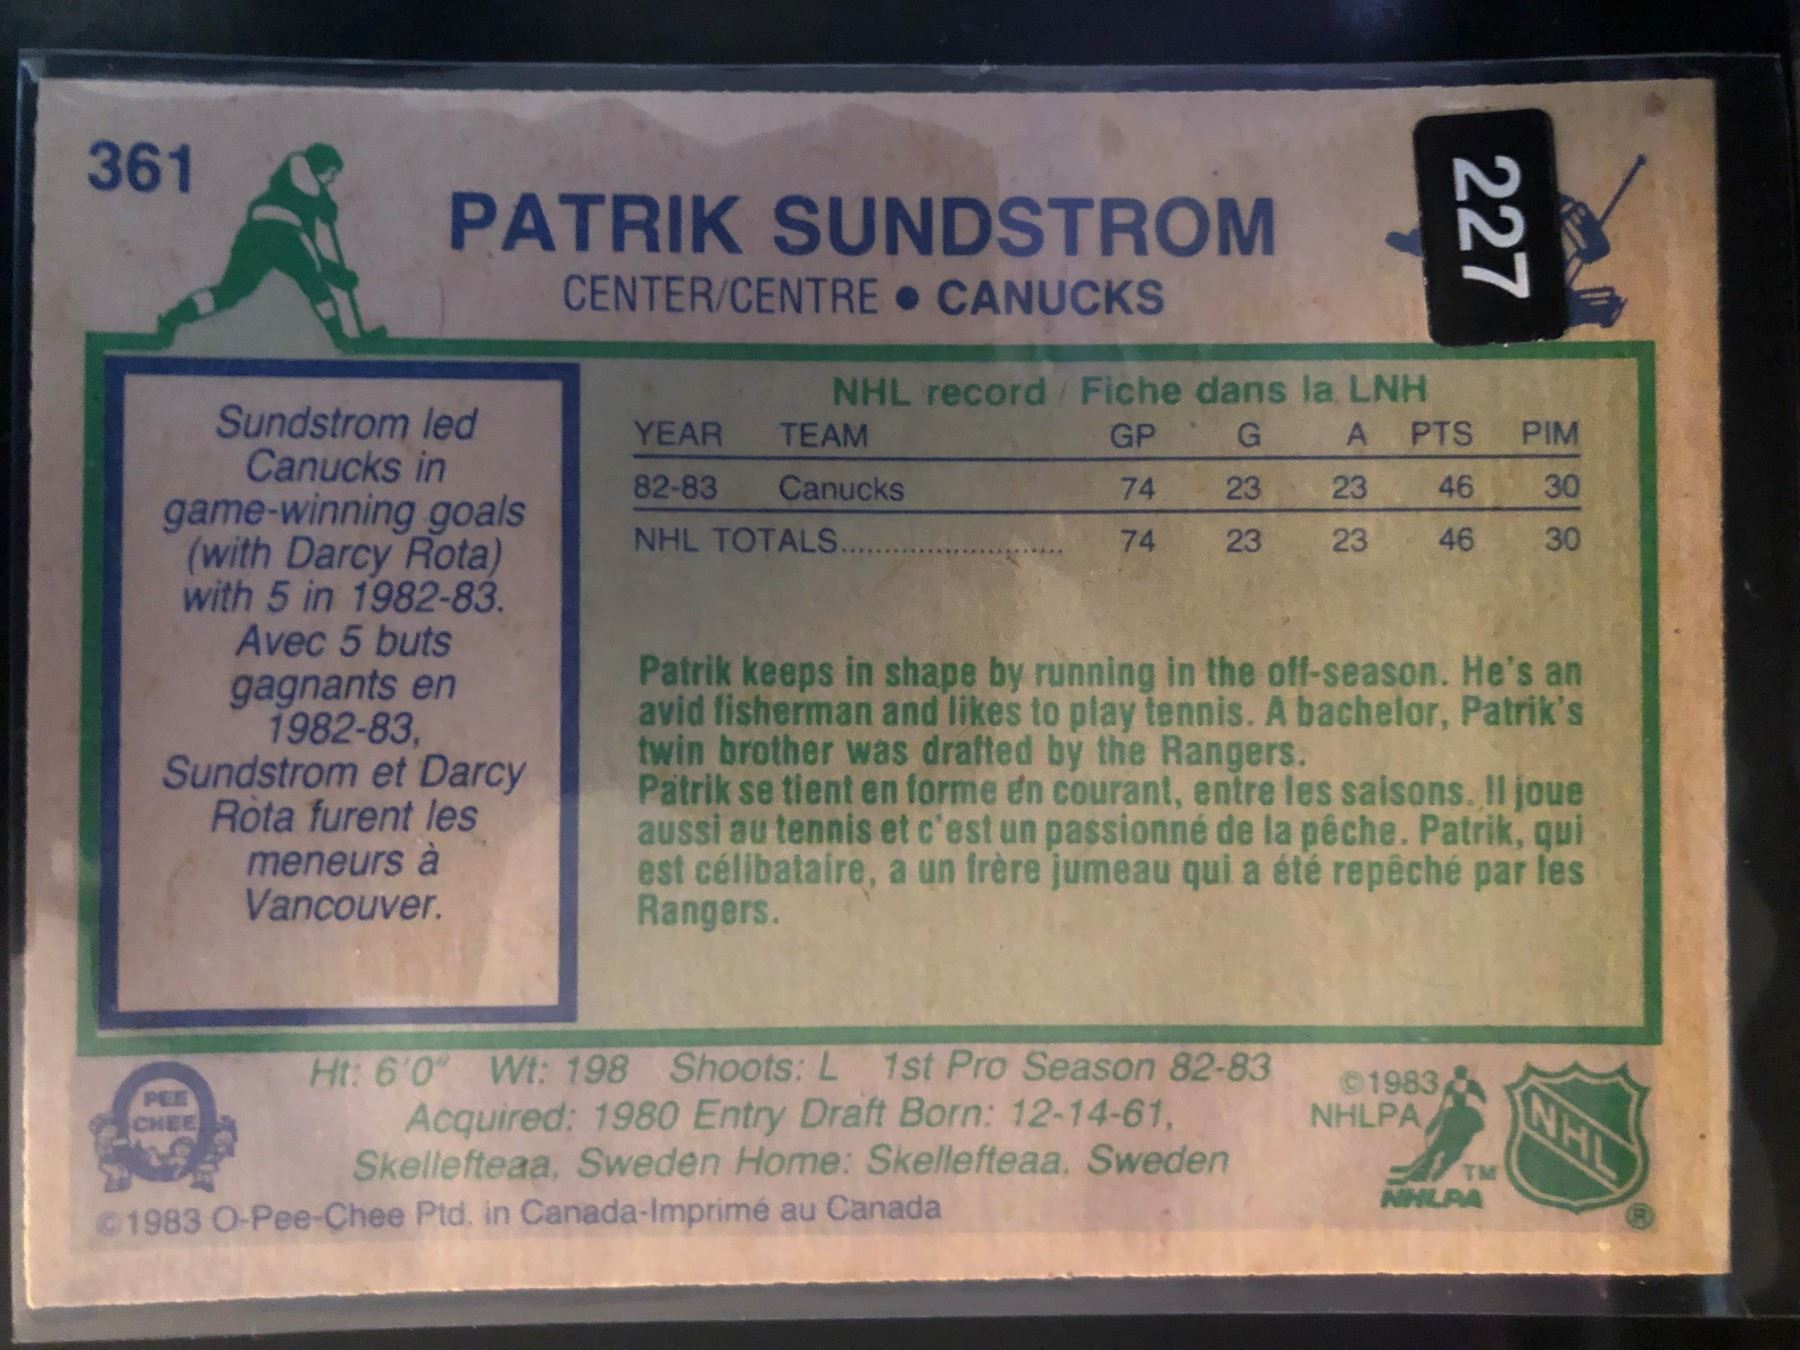 361
227
PATRIK SUNDSTROM
CENTER/CENTRE • CANUCKS
Sundstrom led
Canucks in
game-winning goals
(with Darcy Rota)
with 5 in 1982-83.
Avec 5 buts
gagnants en
1982-83,
Sundstrom et Darcy
Rota furent les
meneurs à
Vancouver.
NHL record / Fiche dans la LNH
YEAR TEAM GP G A PTS PIM
82-83 Canucks 74 23 23 46 30
NHL TOTALS............................ 74 23 23 46 30
Patrik keeps in shape by running in the off-season. He's an
avid fisherman and likes to play tennis. A bachelor, Patrik's
twin brother was drafted by the Rangers.
Patrik se tient en forme en courant, entre les saisons. Il joue
aussi au tennis et c'est un passionné de la pêche. Patrik, qui
est célibataire, a un frère jumeau qui a été repêché par les
Rangers.
Ht: 6'0" Wt: 198 Shoots: L 1st Pro Season 82-83
Acquired: 1980 Entry Draft Born: 12-14-61,
Skellefteaa, Sweden Home: Skellefteaa, Sweden
PEE
CHEE
©1983 O-Pee-Chee Ptd. in Canada-Imprimé au Canada
©1983
NHLPA
TM
NHLPA
NHL
®